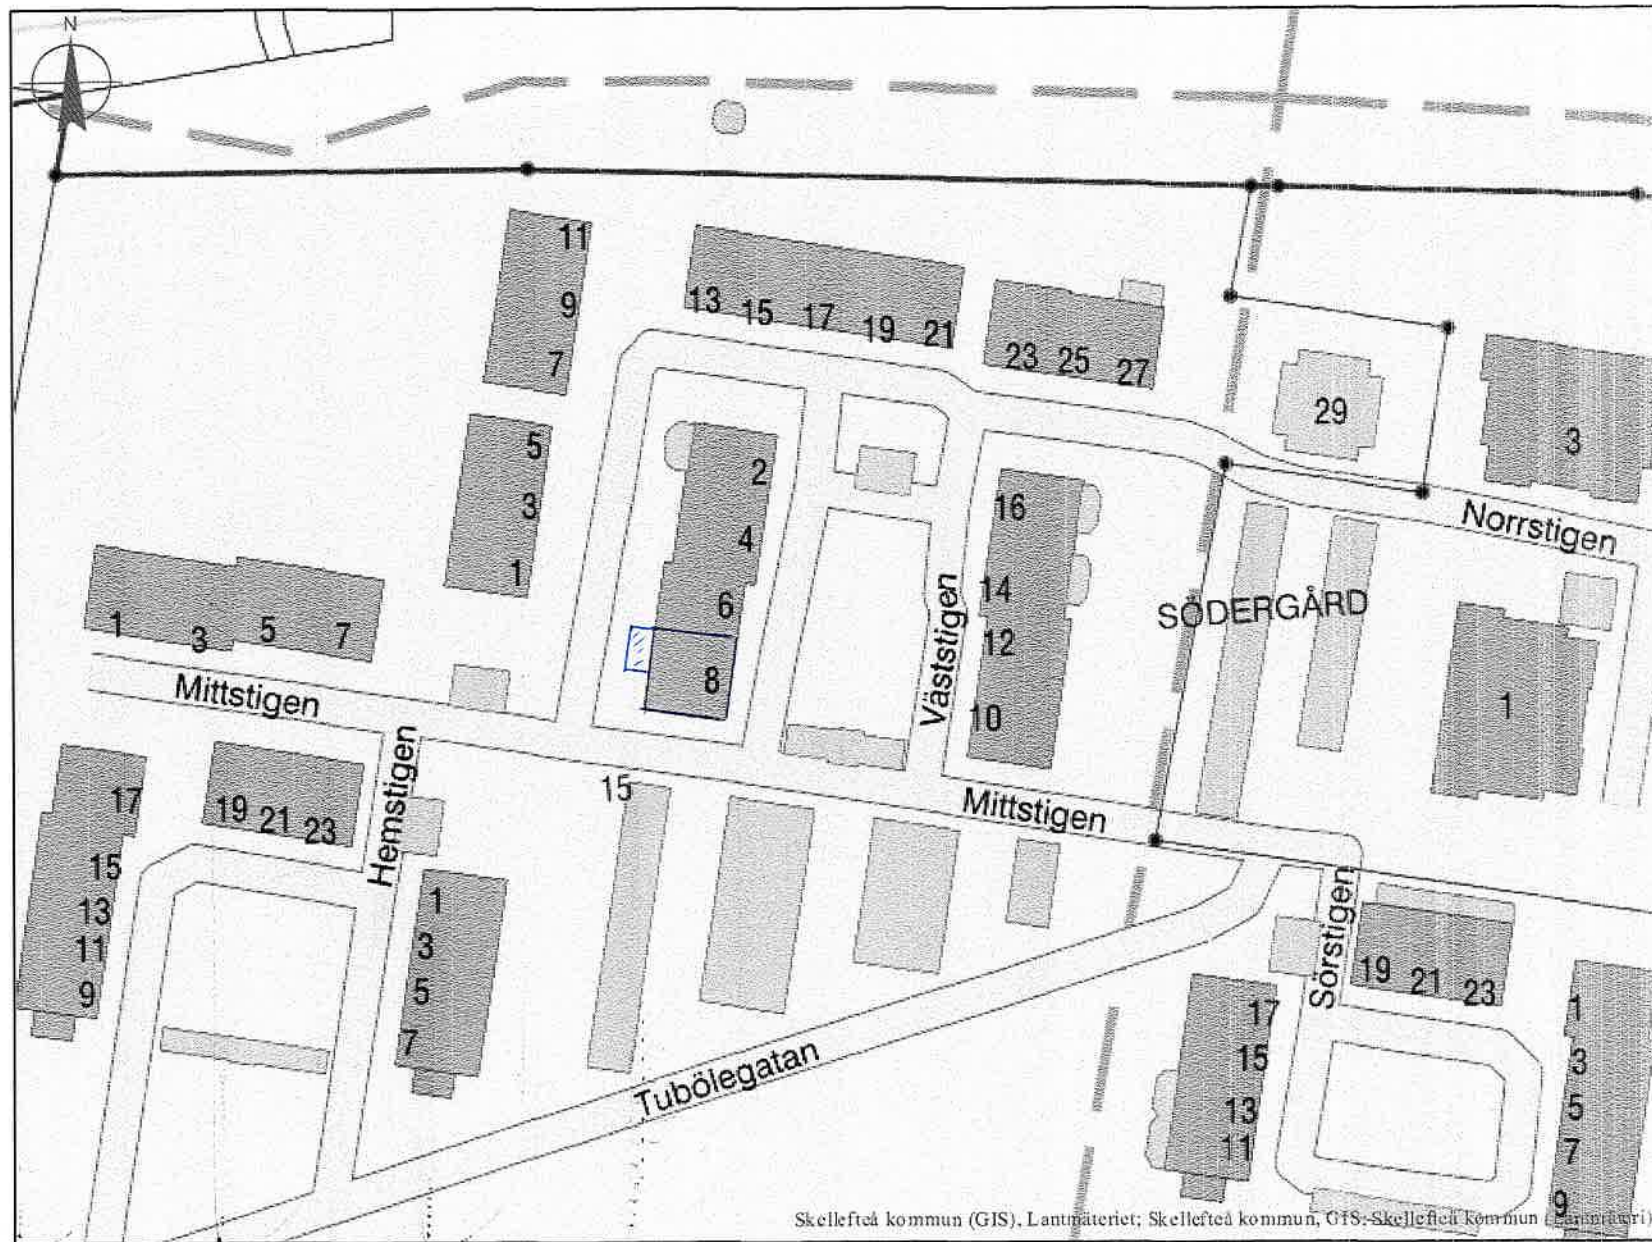 N
11
9
7
13 15 17 19 21
23 25 27
29
3
5
3
1
2
4
6
8
16
14
12
10
Norrstigen
SÖDERGÅRD
1
1 3 5 7
Mittstigen
Väststigen
Hemstigen
15
Mittstigen
17
15
13
11
9
19 21 23
1
3
5
7
Tubölegatan
Sörstigen
19 21 23
17
15
13
11
1
3
5
7
9
Skellefteå kommun (GIS), Lantmäteriet; Skellefteå kommun, GIS; Skellefteå kommun (Lantmäteri)